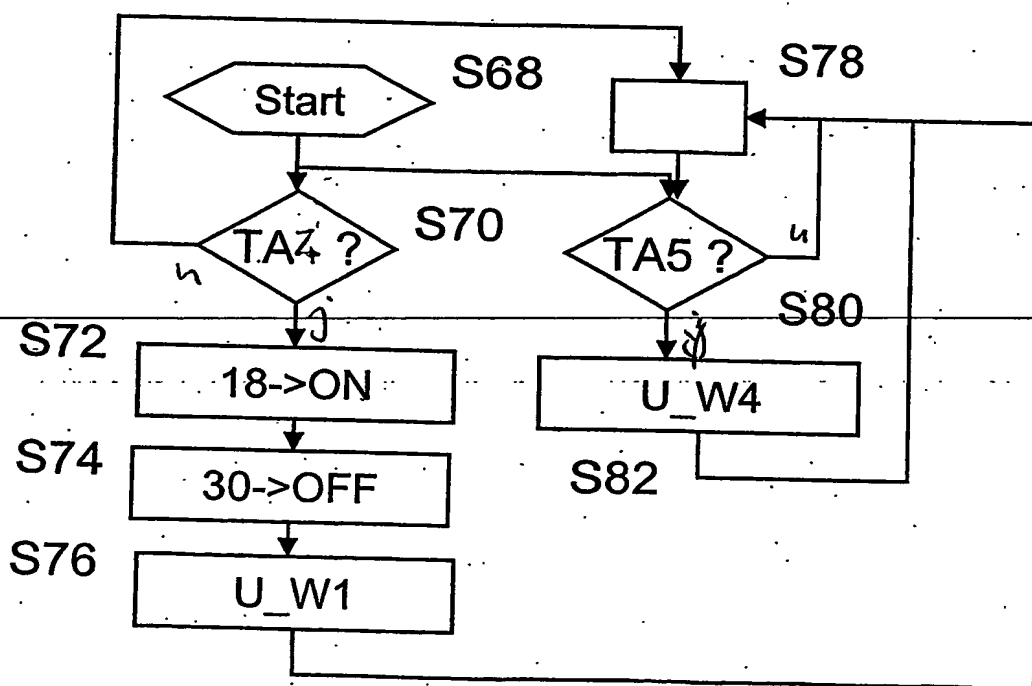 S68
S78
Start
S70
TA4 ?
n
j
TA5 ?
n
S80
j
S72
18->ON
U_W4
S74
30->OFF
S82
S76
U_W1